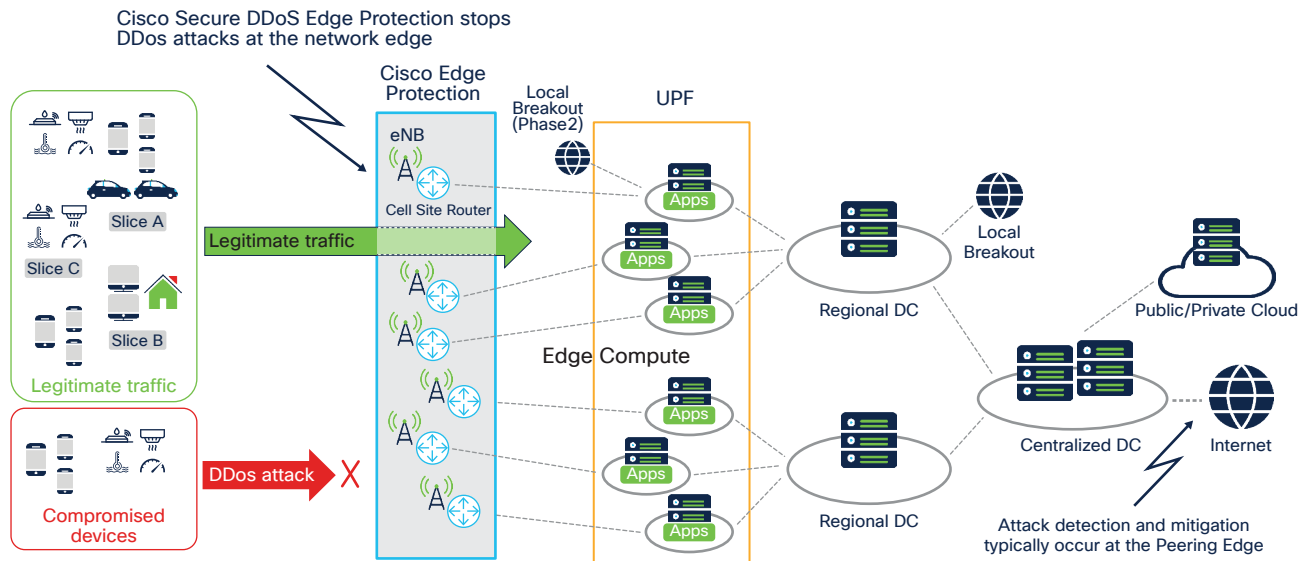 Cisco Secure DDoS Edge Protection stops
DDos attacks at the network edge
Cisco Edge
Protection
Local
Breakout
(Phase2)
UPF
eNB
Cell Site Router
Apps
Slice A
Slice C
Slice B
Legitimate traffic
Legitimate traffic
Apps
Apps
Edge Compute
Regional DC
Local
Breakout
Public/Private Cloud
Centralized DC
Internet
Compromised
devices
DDos attack
X
Apps
Apps
Apps
Regional DC
Attack detection and mitigation
typically occur at the Peering Edge